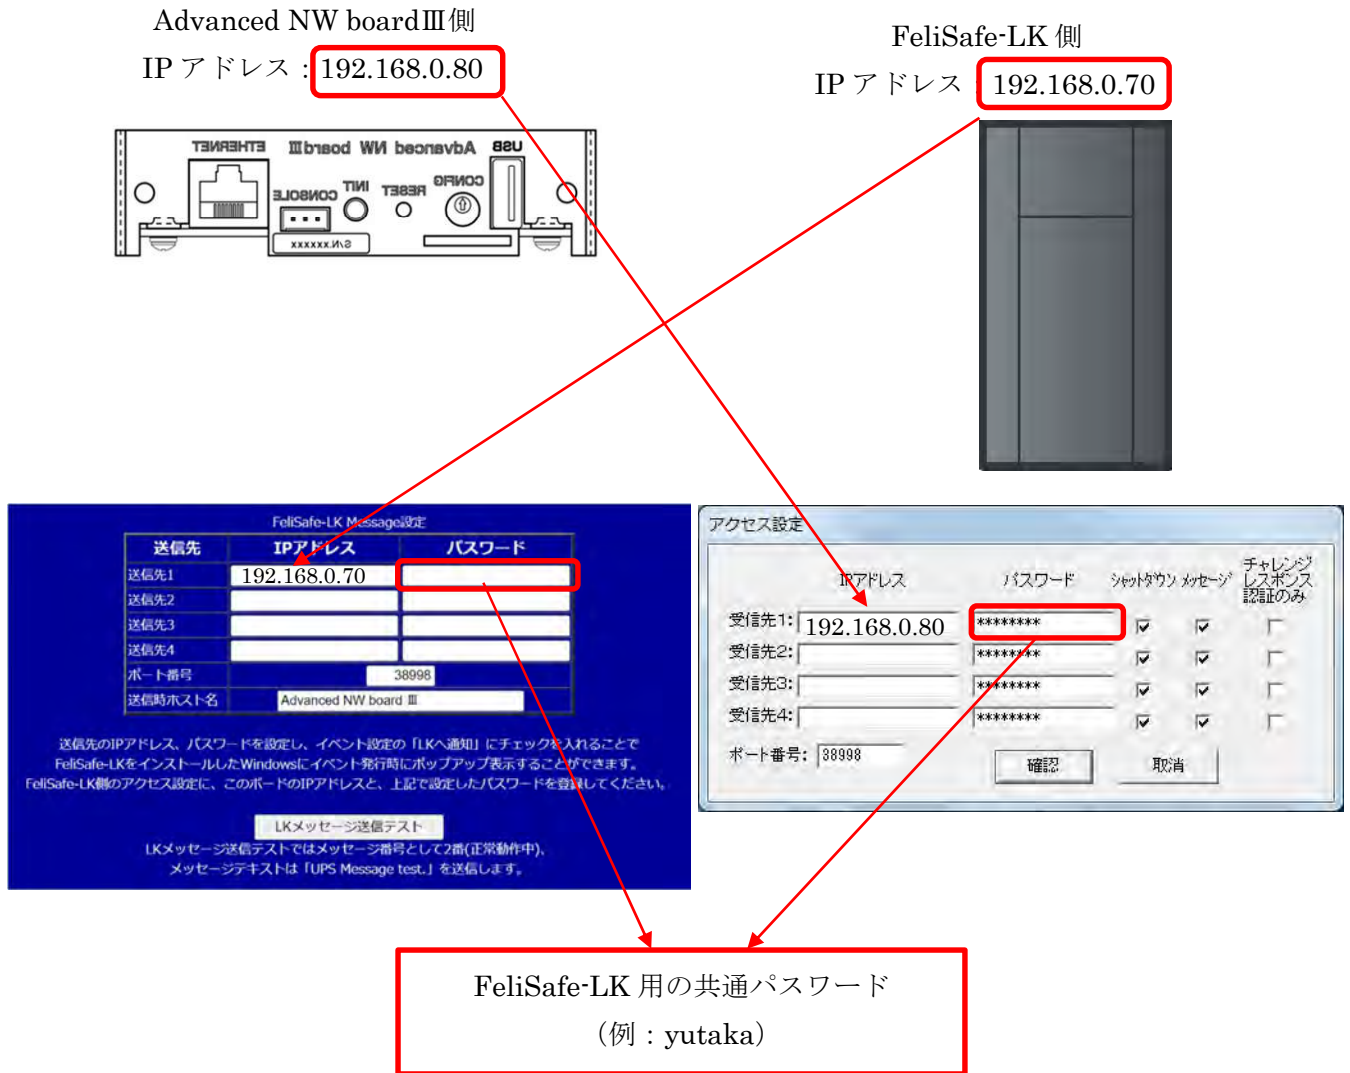 Advanced NW boardⅢ側
IP アドレス：192.168.0.80
FeliSafe-LK 側
IP アドレス：192.168.0.70
ETHERNET
Advanced NW boardⅢ
USB
CONSOLE
INIT
RESET
CONFIG
S/N.xxxxxx
FeliSafe-LK Message設定
送信先 IPアドレス パスワード
送信先1 192.168.0.70
送信先2
送信先3
送信先4
ポート番号 38998
送信時ホスト名 Advanced NW board Ⅲ
送信先のIPアドレス、パスワードを設定し、イベント設定の「LKへ通知」にチェックを入れることで
FeliSafe-LKをインストールしたWindowsにイベント発行時にポップアップ表示することができます。
FeliSafe-LK側のアクセス設定に、このボードのIPアドレスと、上記で設定したパスワードを登録してください。
LKメッセージ送信テスト
LKメッセージ送信テストではメッセージ番号として2番(正常動作中)、
メッセージテキストは「UPS Message test.」を送信します。
アクセス設定
IPアドレス パスワード シャットダウン メッセージ チャレンジ
レスポンス
認証のみ
受信先1: 192.168.0.80 ********
受信先2: ********
受信先3: ********
受信先4: ********
ポート番号: 38998
確認 取消
FeliSafe-LK 用の共通パスワード
（例：yutaka）